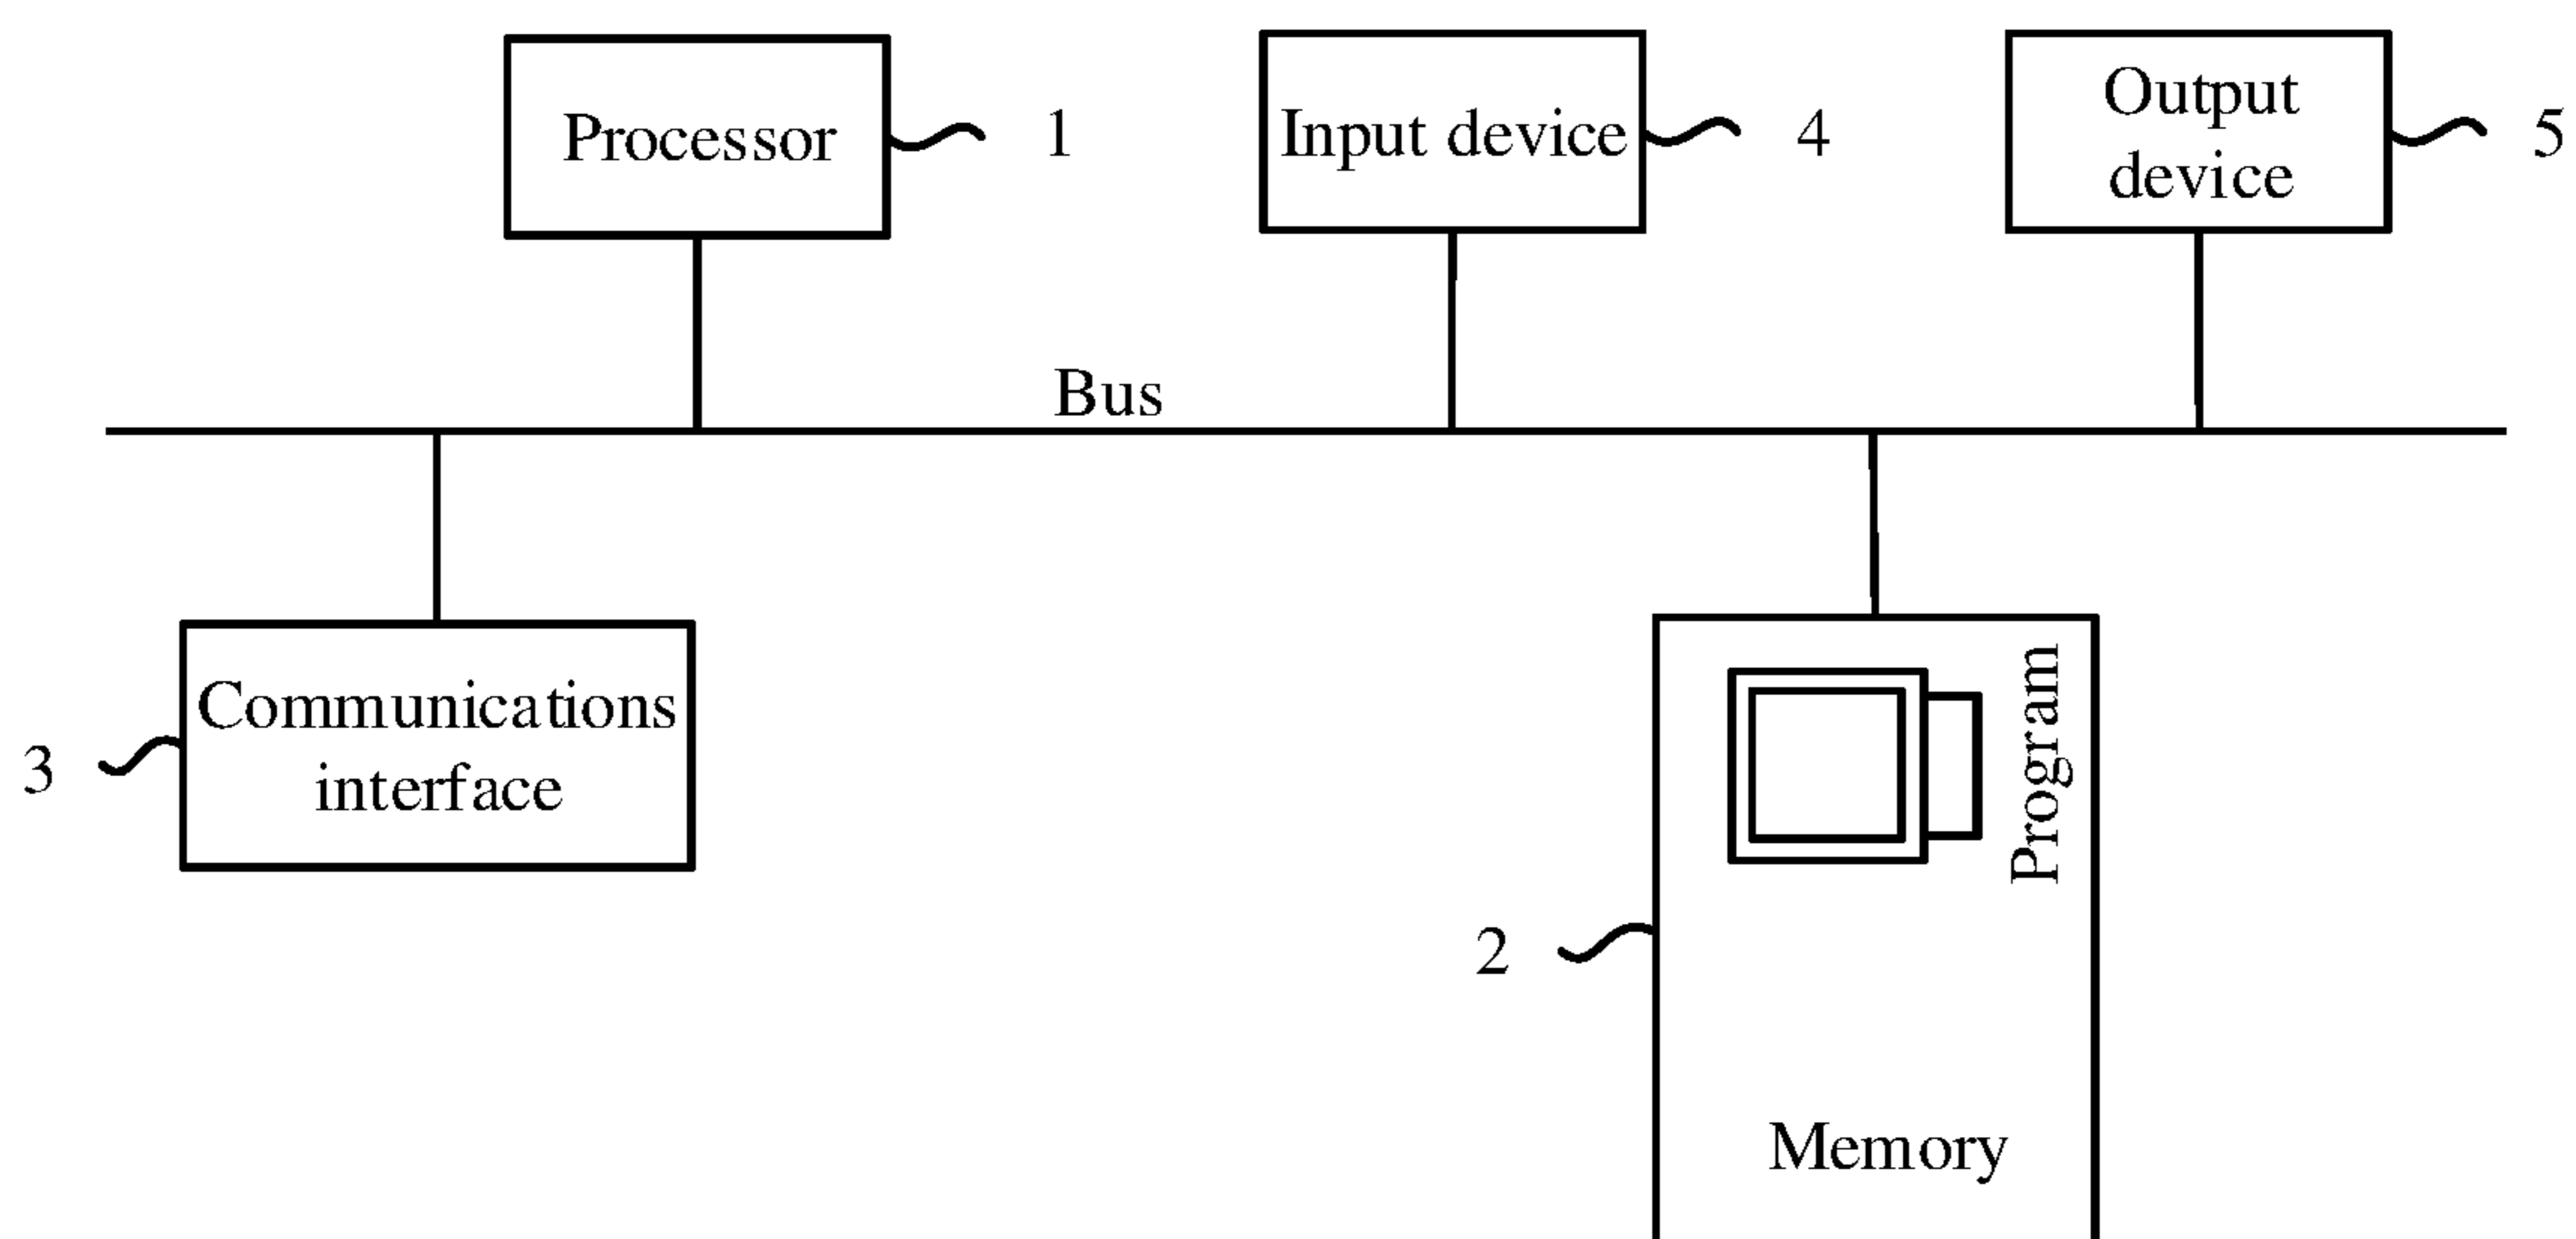 Processor
1
Input device
4
Output
device
5
Bus
Communications
interface
3
Program
2
Memory